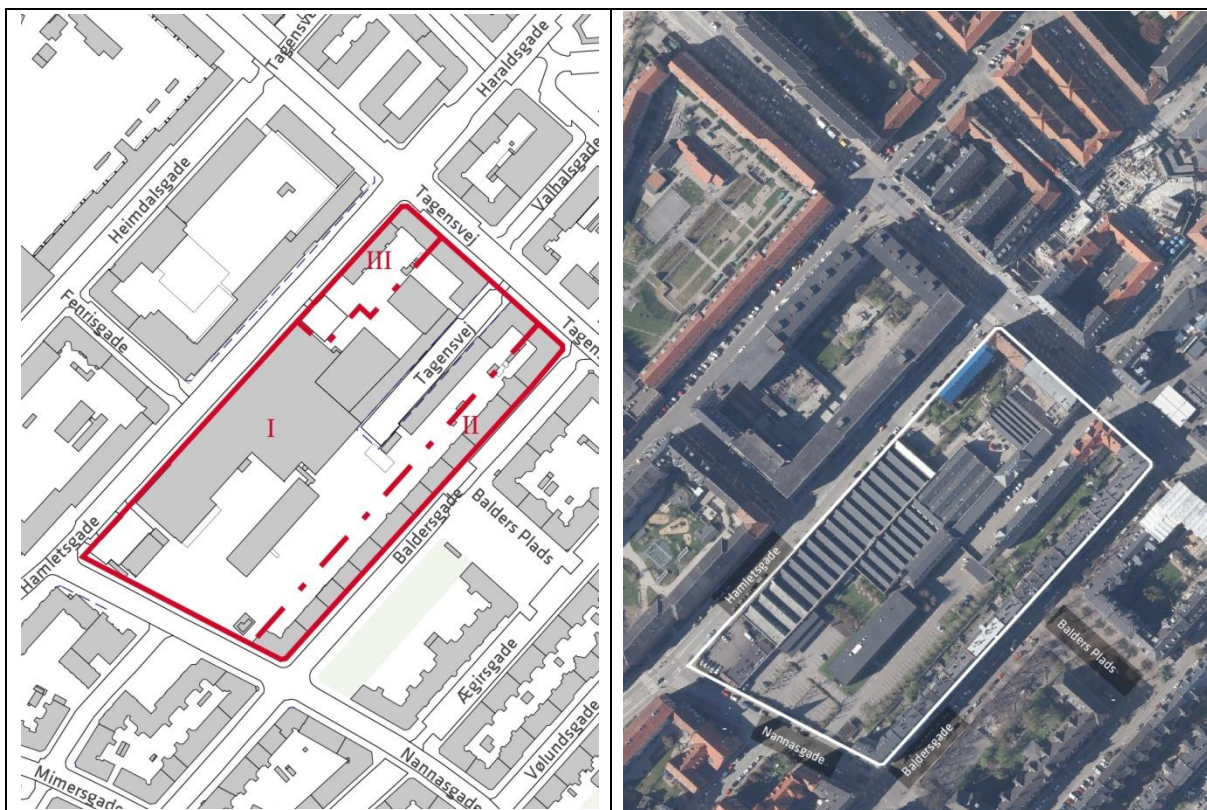 Tagensvej
Haraldsgade
Heimdalsgade
Tagensvej
Valhalsgade
III
Fenrisgade
Tagensvej
Tagens
I
II
Hamletsgade
Baldersgade
Balders Plads
Ægirsgade
Mimersgade
Nannasgade
Vølundsgade
Hamletsgade
Balders Plads
Nannasgade
Baldersgade